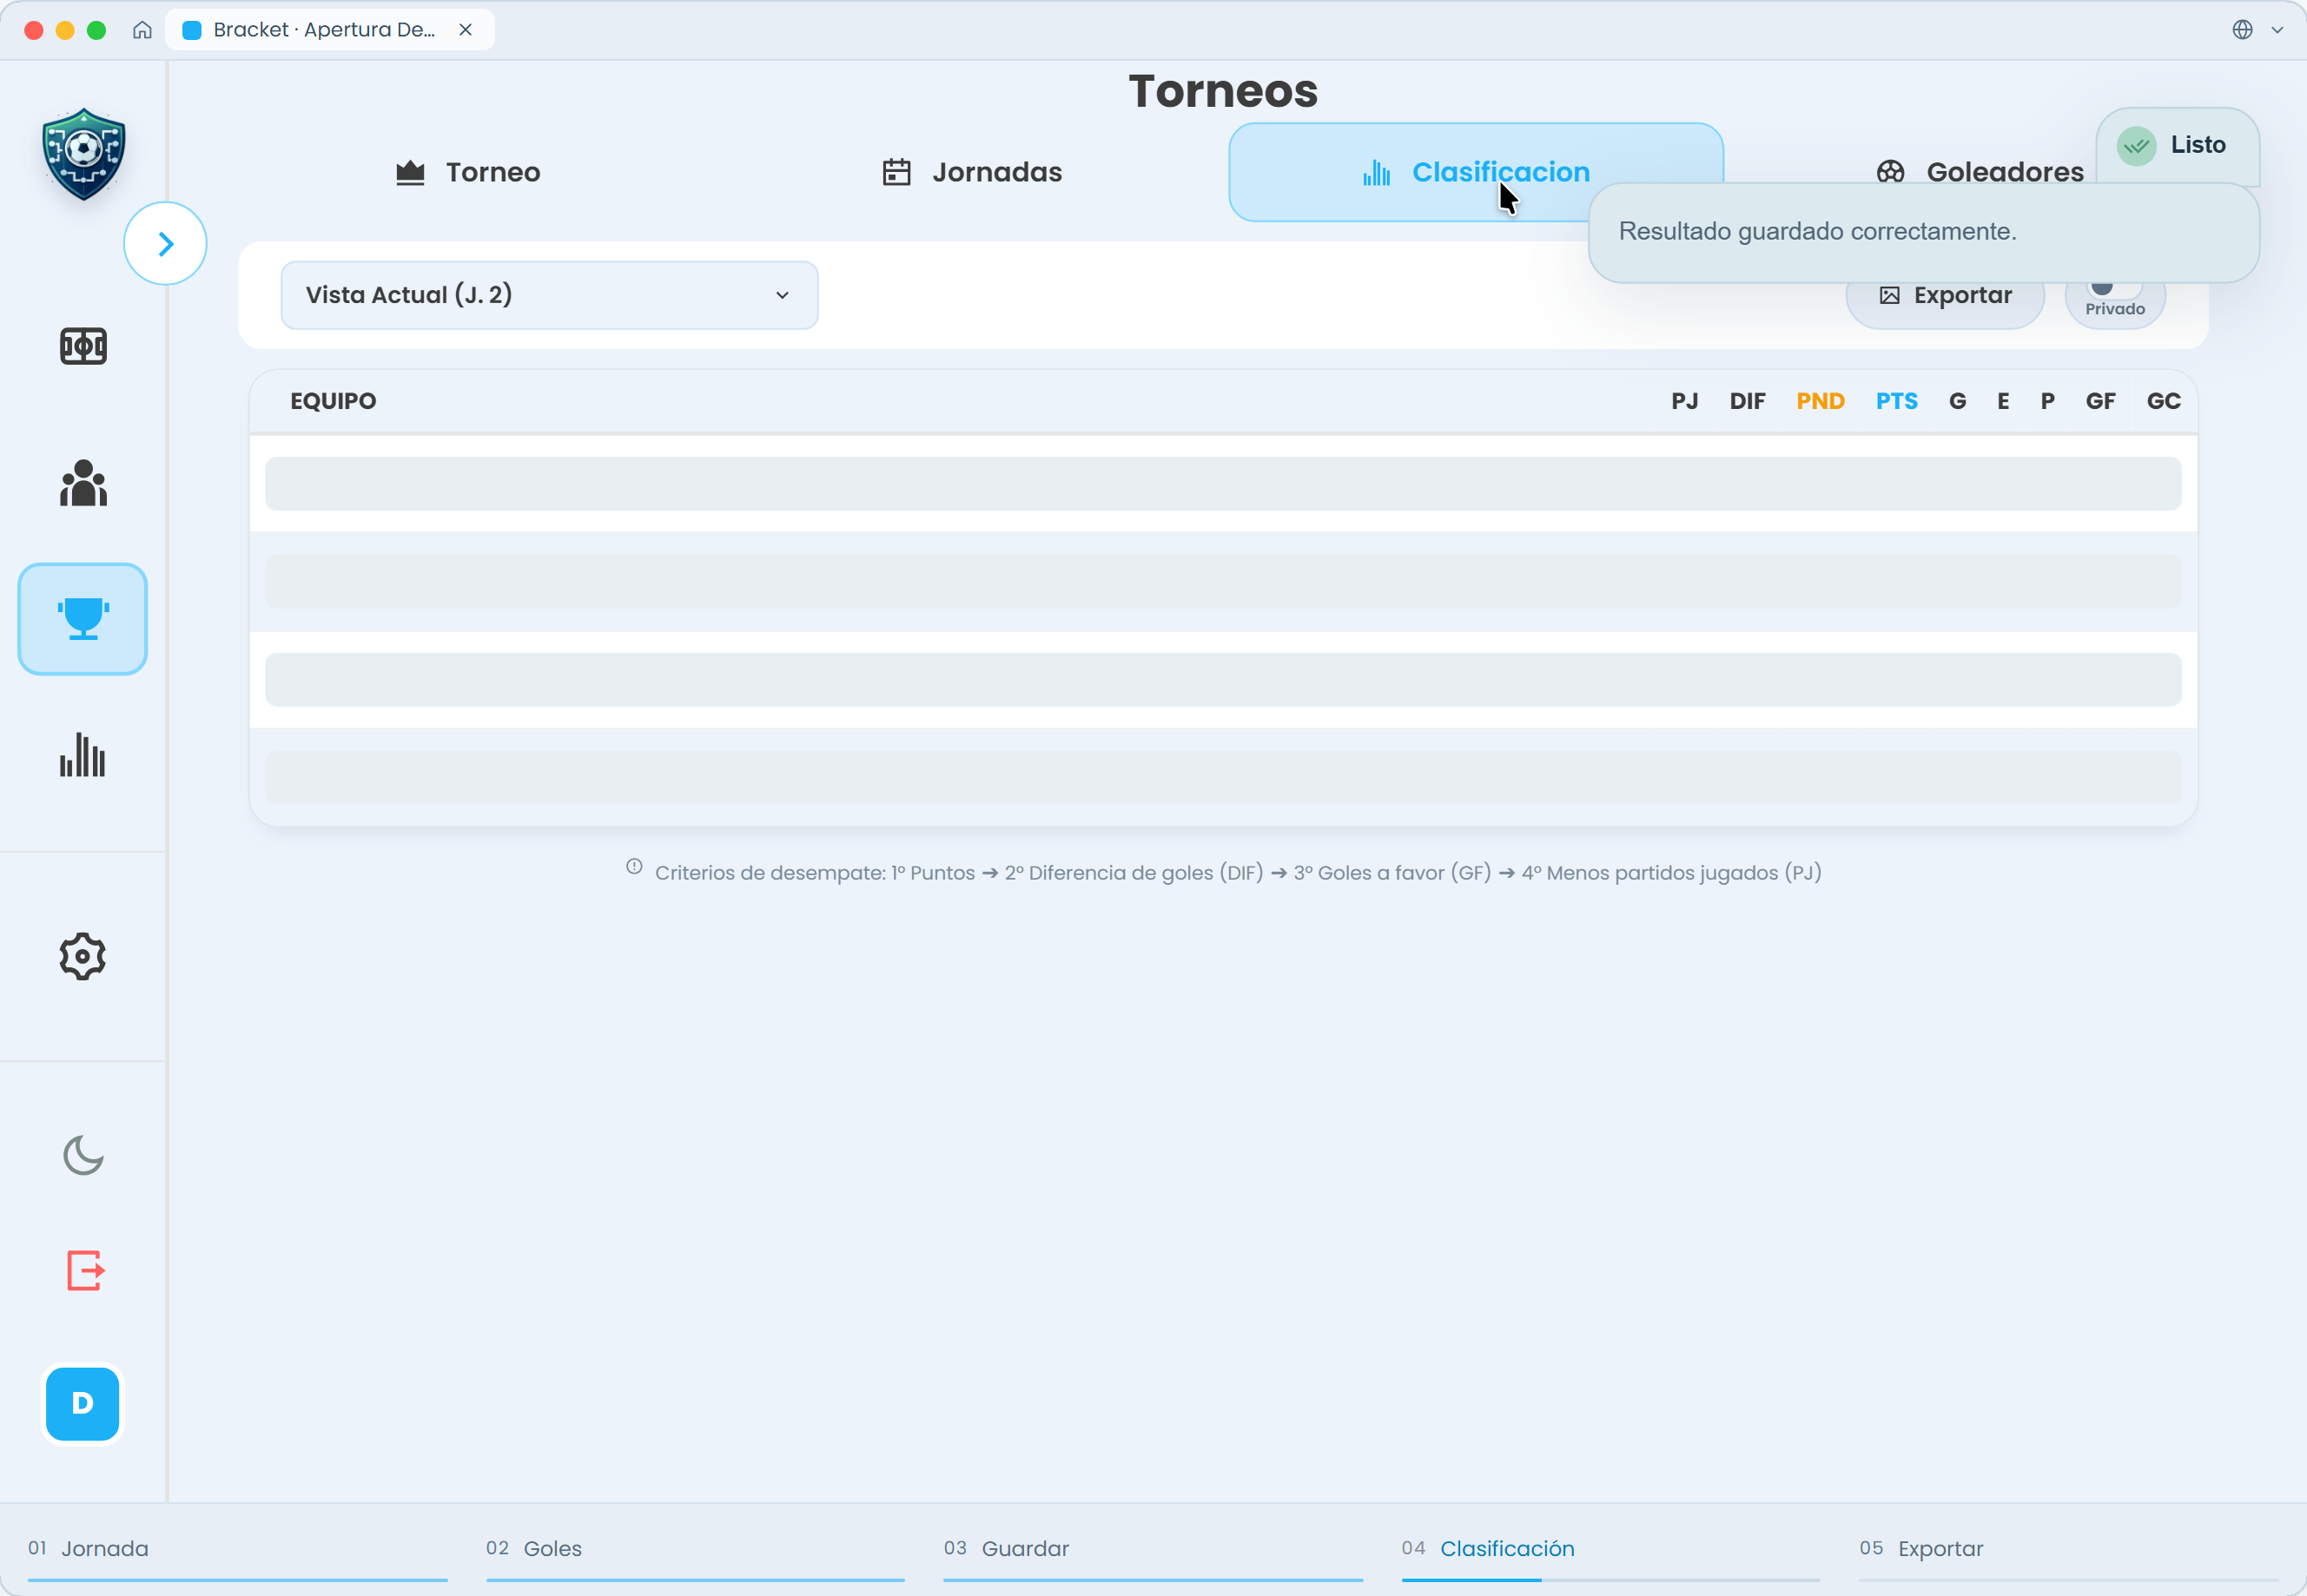 Bracket · Apertura De...
Torneos
Torneo
Jornadas
Clasificacion
Goleadores
Listo
Resultado guardado correctamente.
Vista Actual (J. 2)
Exportar
Privado
EQUIPO PJ DIF PND PTS G E P GF GC
Criterios de desempate: 1º Puntos ➔ 2º Diferencia de goles (DIF) ➔ 3º Goles a favor (GF) ➔ 4º Menos partidos jugados (PJ)
D
01 Jornada
02 Goles
03 Guardar
04 Clasificación
05 Exportar